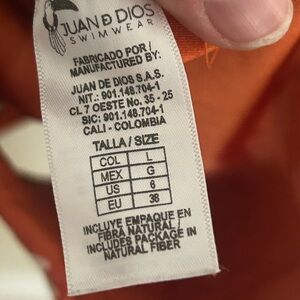 JUAN D DIOS
SWIMWEAR
FABRICADO POR /
MANUFACTURED BY:
JUAN DE DIOS S.A.S.
NIT.: 901.148.704-1
CL 7 OESTE No. 35 - 25
SIC: 901.148.704-1
CALI - COLOMBIA
TALLA / SIZE
COL L
MEX G
US 6
EU 38
INCLUYE EMPAQUE EN
FIBRA NATURAL /
INCLUDES PACKAGE IN
NATURAL FIBER